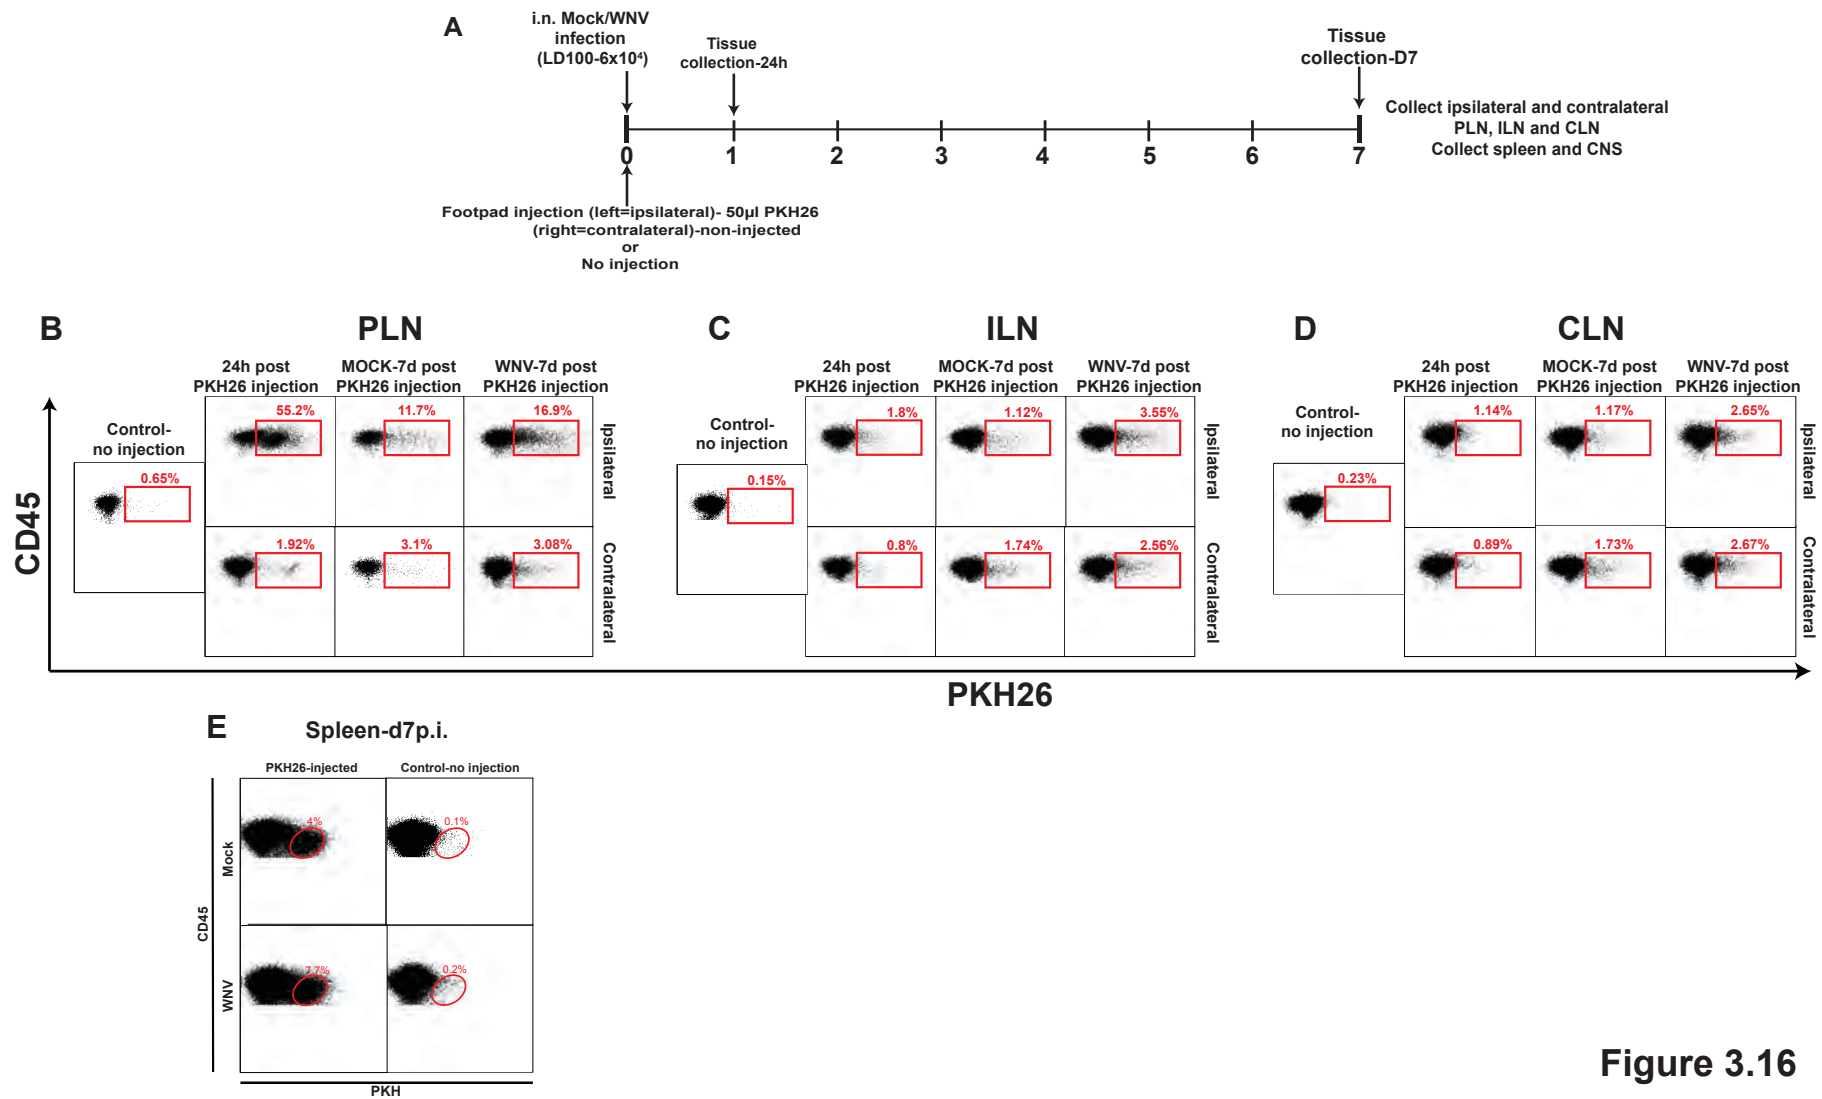 A
i.n. Mock/WNV
infection
(LD100-6x10⁴)
Tissue
collection-24h
Tissue
collection-D7
0 1 2 3 4 5 6 7
Collect ipsilateral and contralateral
PLN, ILN and CLN
Collect spleen and CNS
Footpad injection (left=ipsilateral)- 50µl PKH26
(right=contralateral)-non-injected
or
No injection
B
PLN
24h post
PKH26 injection
MOCK-7d post
PKH26 injection
WNV-7d post
PKH26 injection
Control-
no injection
0.65%
55.2% 11.7% 16.9%
Ipsilateral
1.92% 3.1% 3.08%
Contralateral
C
ILN
24h post
PKH26 injection
MOCK-7d post
PKH26 injection
WNV-7d post
PKH26 injection
Control-
no injection
0.15%
1.8% 1.12% 3.55%
Ipsilateral
0.8% 1.74% 2.56%
Contralateral
D
CLN
24h post
PKH26 injection
MOCK-7d post
PKH26 injection
WNV-7d post
PKH26 injection
Control-
no injection
0.23%
1.14% 1.17% 2.65%
Ipsilateral
0.89% 1.73% 2.67%
Contralateral
CD45
PKH26
E
Spleen-d7p.i.
PKH26-injected
Control-no injection
Mock
4% 0.1%
CD45
WNV
7.7% 0.2%
PKH
Figure 3.16